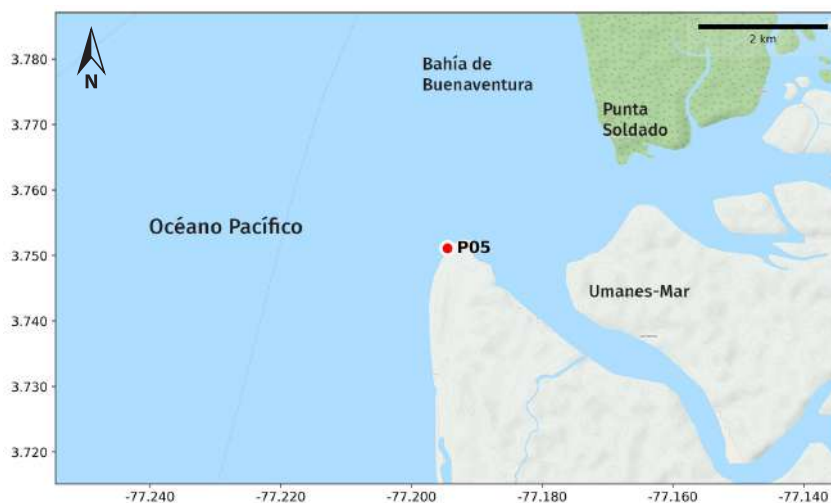 3.780
3.770
3.760
3.750
3.740
3.730
3.720
N
Bahía de
Buenaventura
2 km
Punta
Soldado
Océano Pacífico
P05
Umanes-Mar
-77.240
-77.220
-77.200
-77.180
-77.160
-77.140